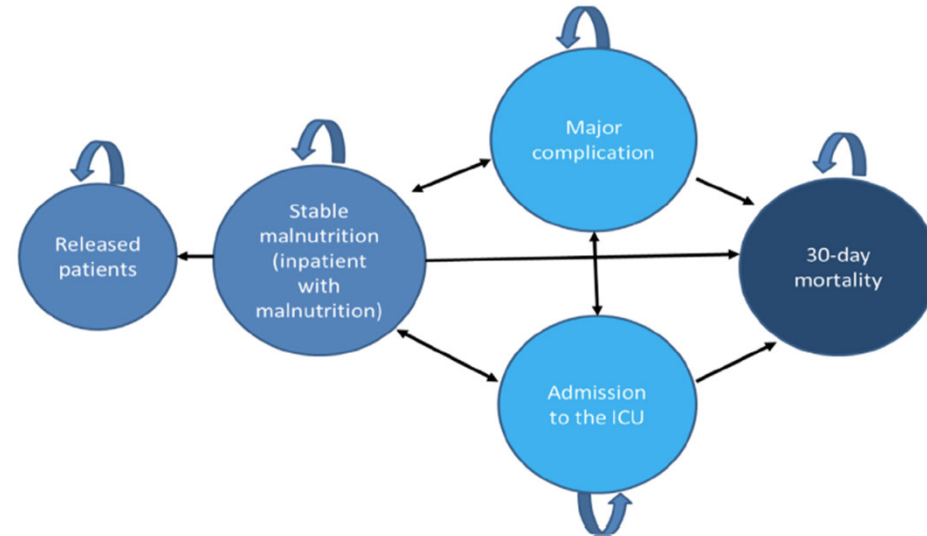 Major
complication
Stable
malnutrition
(inpatient
with
malnutrition)
Released
patients
30-day
mortality
Admission
to the ICU